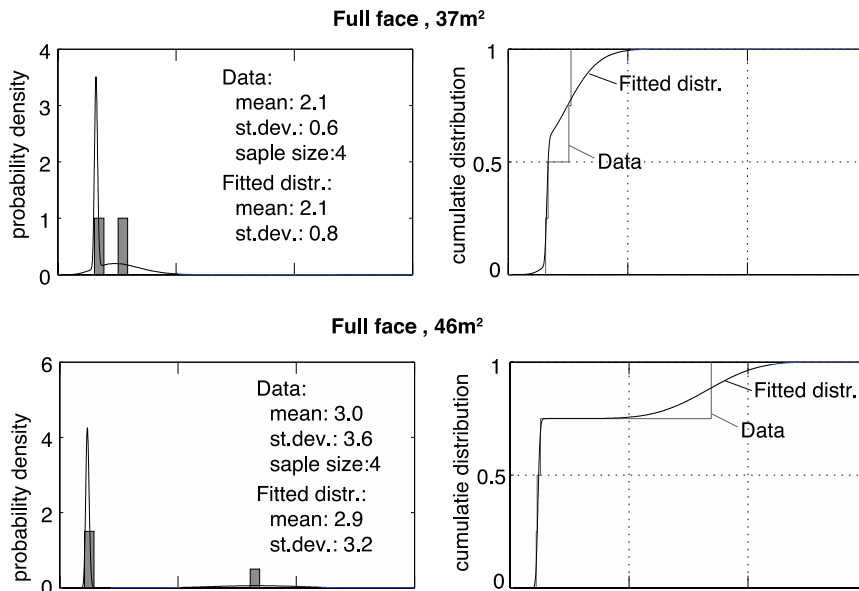 Full face , 37m²
4
3
2
1
0
probability density
Data:
mean: 2.1
st.dev.: 0.6
saple size:4
Fitted distr.:
mean: 2.1
st.dev.: 0.8
1
0.5
0
cumulatie distribution
Fitted distr.
Data
Full face , 46m²
6
4
2
0
probability density
Data:
mean: 3.0
st.dev.: 3.6
saple size:4
Fitted distr.:
mean: 2.9
st.dev.: 3.2
1
0.5
0
cumulatie distribution
Fitted distr.
Data